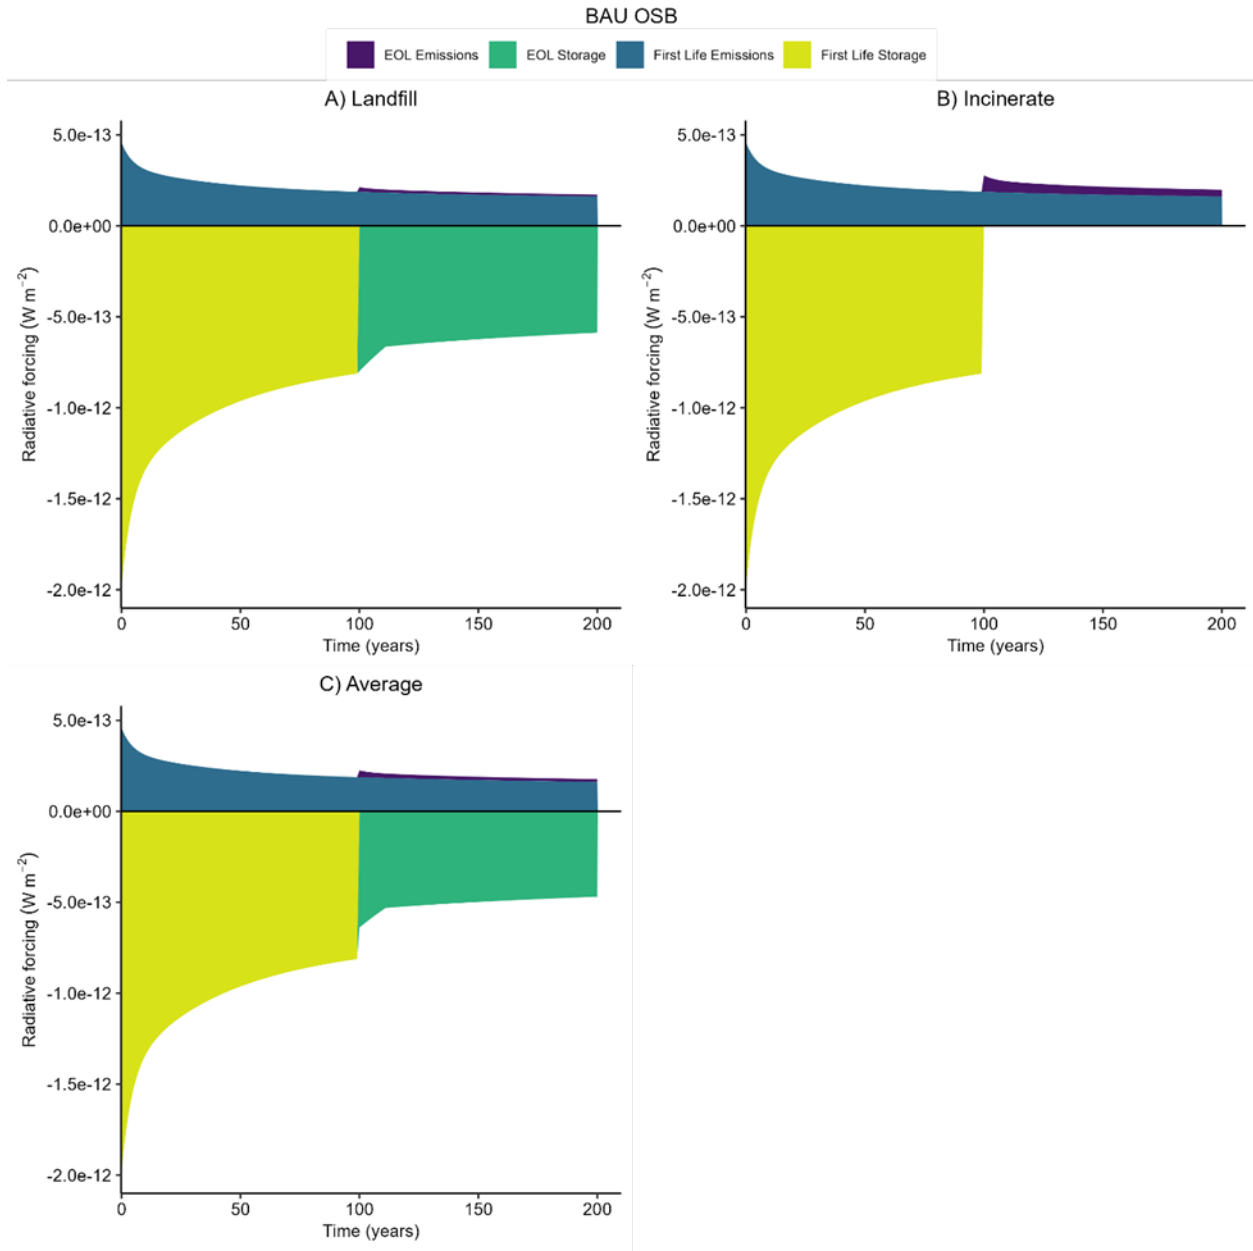 BAU OSB
EOL Emissions EOL Storage First Life Emissions First Life Storage
A) Landfill
5.0e-13
0.0e+00
-5.0e-13
-1.0e-12
-1.5e-12
-2.0e-12
Radiative forcing (W m⁻²)
0 50 100 150 200
Time (years)
B) Incinerate
5.0e-13
0.0e+00
-5.0e-13
-1.0e-12
-1.5e-12
-2.0e-12
Radiative forcing (W m⁻²)
0 50 100 150 200
Time (years)
C) Average
5.0e-13
0.0e+00
-5.0e-13
-1.0e-12
-1.5e-12
-2.0e-12
Radiative forcing (W m⁻²)
0 50 100 150 200
Time (years)